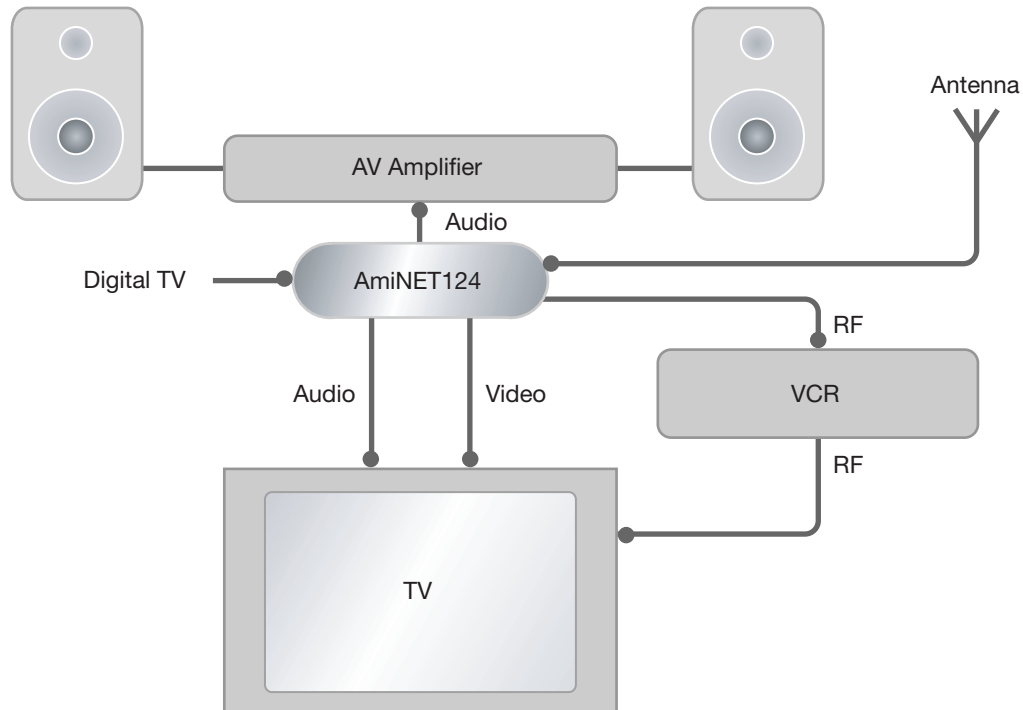 Antenna
AV Amplifier
Audio
Digital TV
AmiNET124
RF
Audio
Video
VCR
RF
TV